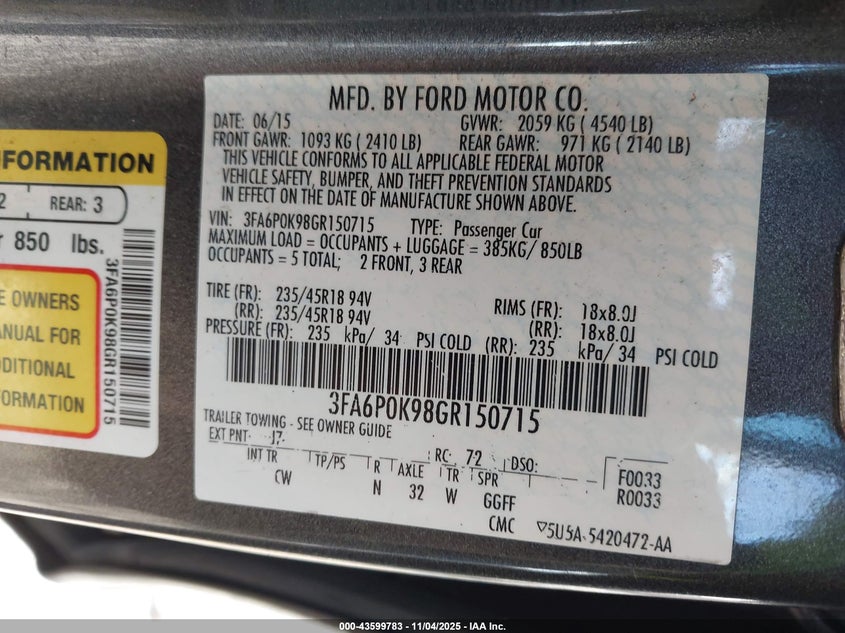 MFD. BY FORD MOTOR CO.
DATE: 06/15 GVWR: 2059 KG ( 4540 LB)
FRONT GAWR: 1093 KG ( 2410 LB) REAR GAWR: 971 KG ( 2140 LB)
THIS VEHICLE CONFORMS TO ALL APPLICABLE FEDERAL MOTOR
VEHICLE SAFETY, BUMPER, AND THEFT PREVENTION STANDARDS
IN EFFECT ON THE DATE OF MANUFACTURE SHOWN ABOVE.
VIN: 3FA6P0K98GR150715 TYPE: Passenger Car
MAXIMUM LOAD = OCCUPANTS + LUGGAGE = 385KG/ 850LB
OCCUPANTS = 5 TOTAL; 2 FRONT, 3 REAR
TIRE (FR): 235/45R18 94V RIMS (FR): 18x8.0J
(RR): 235/45R18 94V (RR): 18x8.0J
PRESSURE (FR): 235 kPa/ 34 PSI COLD (RR): 235 kPa/ 34 PSI COLD
3FA6P0K98GR150715
TRAILER TOWING - SEE OWNER GUIDE
EXT PNT: J7 RC: 72 DSO: F0033
INT TR TP/PS R AXLE TR SPR R0033
CW N 32 W GGFF
CMC ▽5U5A-5420472-AA
NFORMATION
2 REAR: 3
850 lbs.
E OWNERS
ANUAL FOR
DDITIONAL
FORMATION
3FA6P0K98GR150715
000-43599783 - 11/04/2025 - IAA Inc.